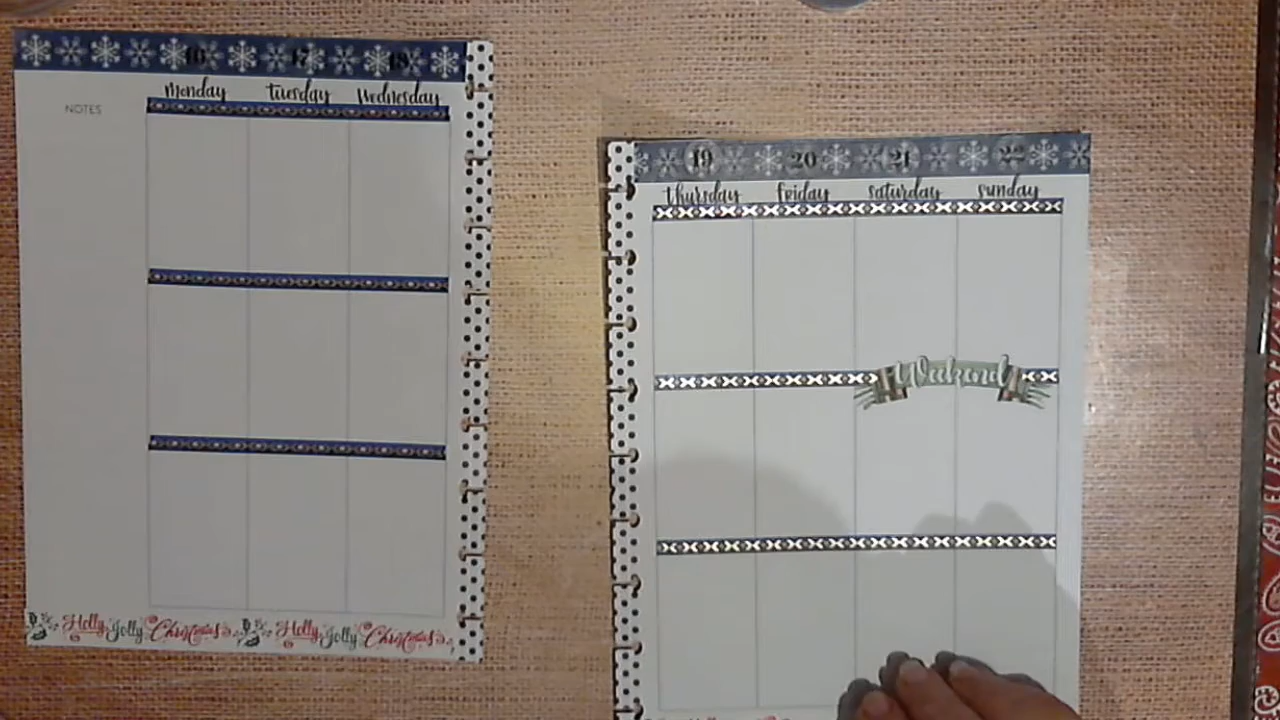 16 17 18
monday tuesday wednesday
NOTES
Holly Jolly Christmas Holly Jolly Christmas
19 20 21 22
thursday friday saturday sunday
Weekend
Holly